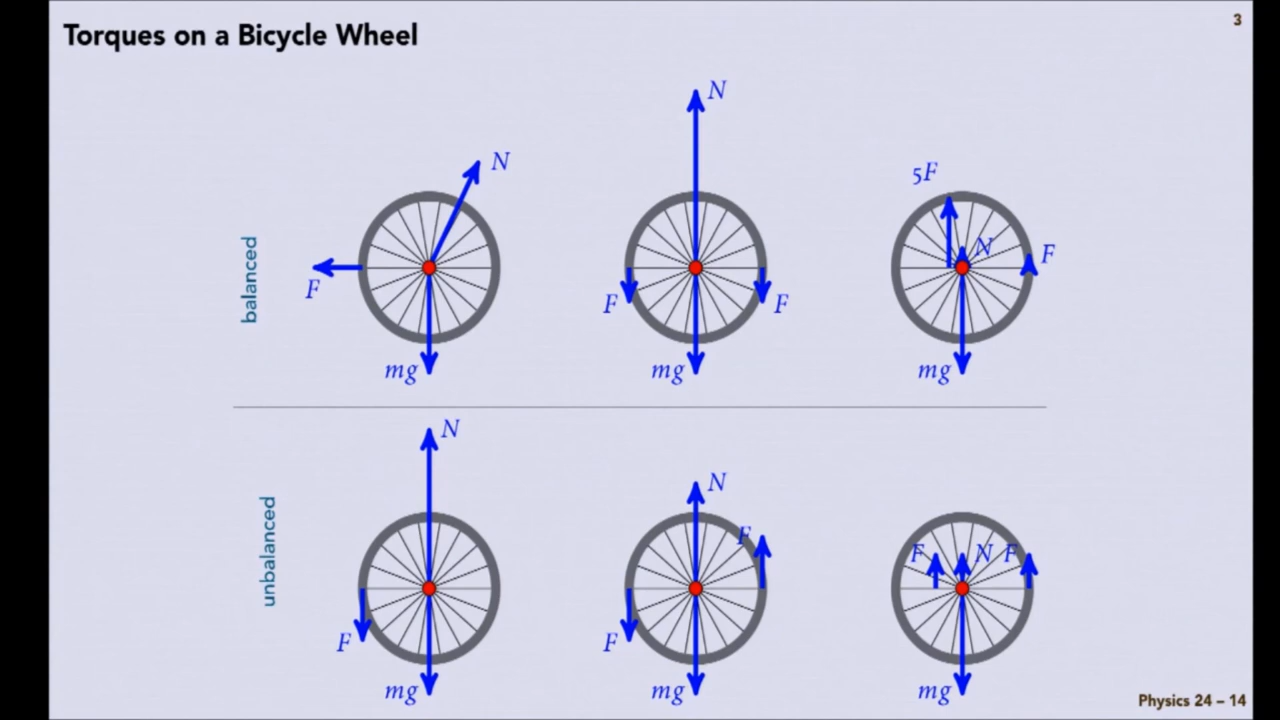 Torques on a Bicycle Wheel
3
balanced
N
F
mg
N
F
F
mg
5F
N
F
mg
unbalanced
N
F
mg
N
F
F
mg
F
N
F
mg
Physics 24 – 14